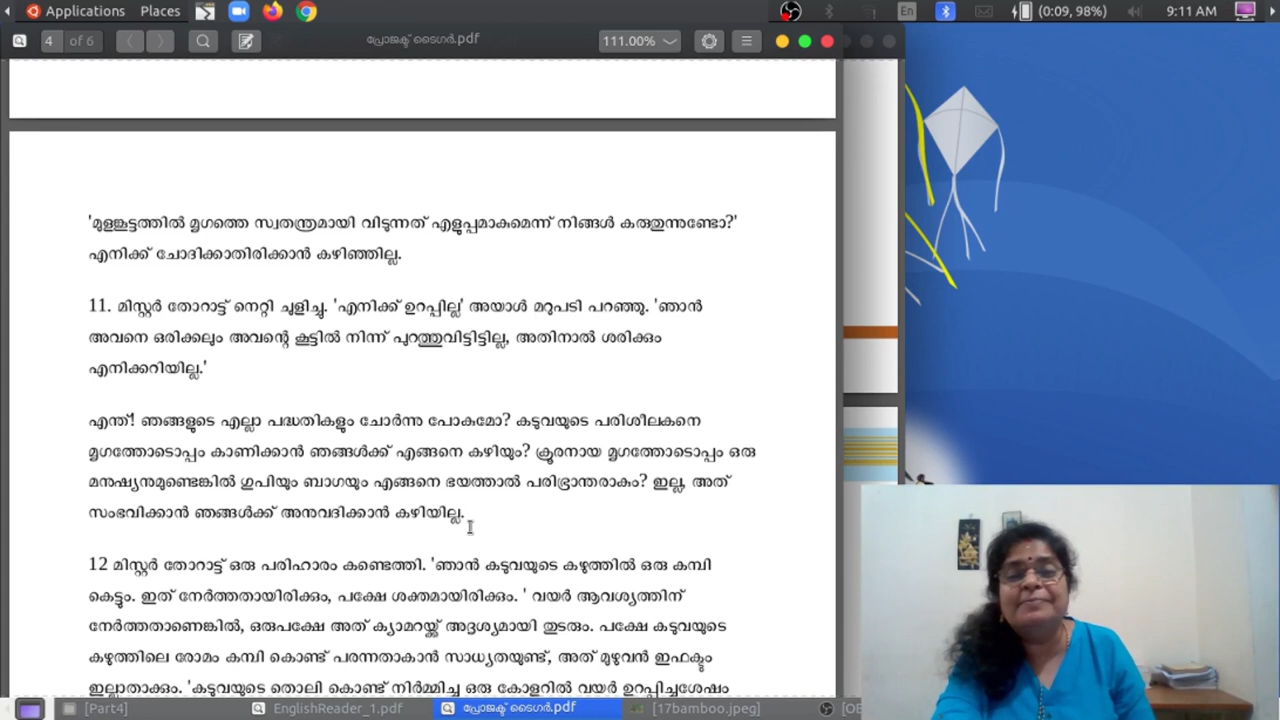 Applications Places En (0:09, 98%) 9:11 AM
4 of 6 പ്രോജക്ട് ടൈഗർ.pdf 111.00%
'മുളങ്കൂട്ടത്തിൽ മൃഗത്തെ സ്വതന്ത്രമായി വിടുന്നത് എളുപ്പമാകുമെന്ന് നിങ്ങൾ കരുതുന്നുണ്ടോ?'
എനിക്ക് ചോദിക്കാതിരിക്കാൻ കഴിഞ്ഞില്ല.
11. മിസ്റ്റർ തോറാട്ട് നെറ്റി ചുളിച്ചു. 'എനിക്ക് ഉറപ്പില്ല' അയാൾ മറുപടി പറഞ്ഞു. 'ഞാൻ
അവനെ ഒരിക്കലും അവന്റെ കൂട്ടിൽ നിന്ന് പുറത്തുവിട്ടിട്ടില്ല, അതിനാൽ ശരിക്കും
എനിക്കറിയില്ല.'
എന്ത്! ഞങ്ങളുടെ എല്ലാ പദ്ധതികളും ചോർന്നു പോകുമോ? കടുവയുടെ പരിശീലകനെ
മൃഗത്തോടൊപ്പം കാണിക്കാൻ ഞങ്ങൾക്ക് എങ്ങനെ കഴിയും? ക്രൂരനായ മൃഗത്തോടൊപ്പം ഒരു
മനുഷ്യനുമുണ്ടെങ്കിൽ ഗുപിയും ബാഗയും എങ്ങനെ ഭയത്താൽ പരിഭ്രാന്തരാകും? ഇല്ല, അത്
സംഭവിക്കാൻ ഞങ്ങൾക്ക് അനുവദിക്കാൻ കഴിയില്ല.
12 മിസ്റ്റർ തോറാട്ട് ഒരു പരിഹാരം കണ്ടെത്തി. 'ഞാൻ കടുവയുടെ കഴുത്തിൽ ഒരു കമ്പി
കെട്ടും. ഇത് നേർത്തതായിരിക്കും, പക്ഷേ ശക്തമായിരിക്കും. ' വയർ ആവശ്യത്തിന്
നേർത്തതാണെങ്കിൽ, ഒരുപക്ഷേ അത് ക്യാമറയ്ക്ക് അദൃശ്യമായി തുടരും. പക്ഷേ കടുവയുടെ
കഴുത്തിലെ രോമം കമ്പി കൊണ്ട് പരന്നതാകാൻ സാധ്യതയുണ്ട്, അത് മുഴുവൻ ഇഫക്റ്റും
ഇല്ലാതാക്കും. 'കടുവയുടെ തൊലി കൊണ്ട് നിർമ്മിച്ച ഒരു കോളറിൽ വയർ ഉറപ്പിച്ചശേഷം
[Part4] EnglishReader_1.pdf പ്രോജക്ട് ടൈഗർ.pdf [17bamboo.jpeg] [OB